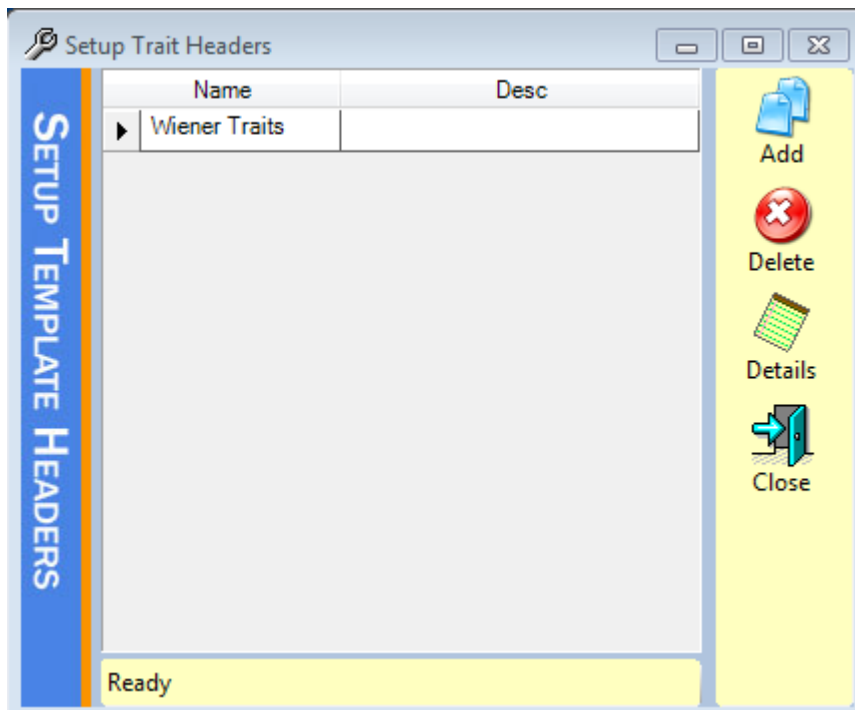 Setup Trait Headers
SETUP TEMPLATE HEADERS
Name Desc
Wiener Traits
Add
Delete
Details
Close
Ready